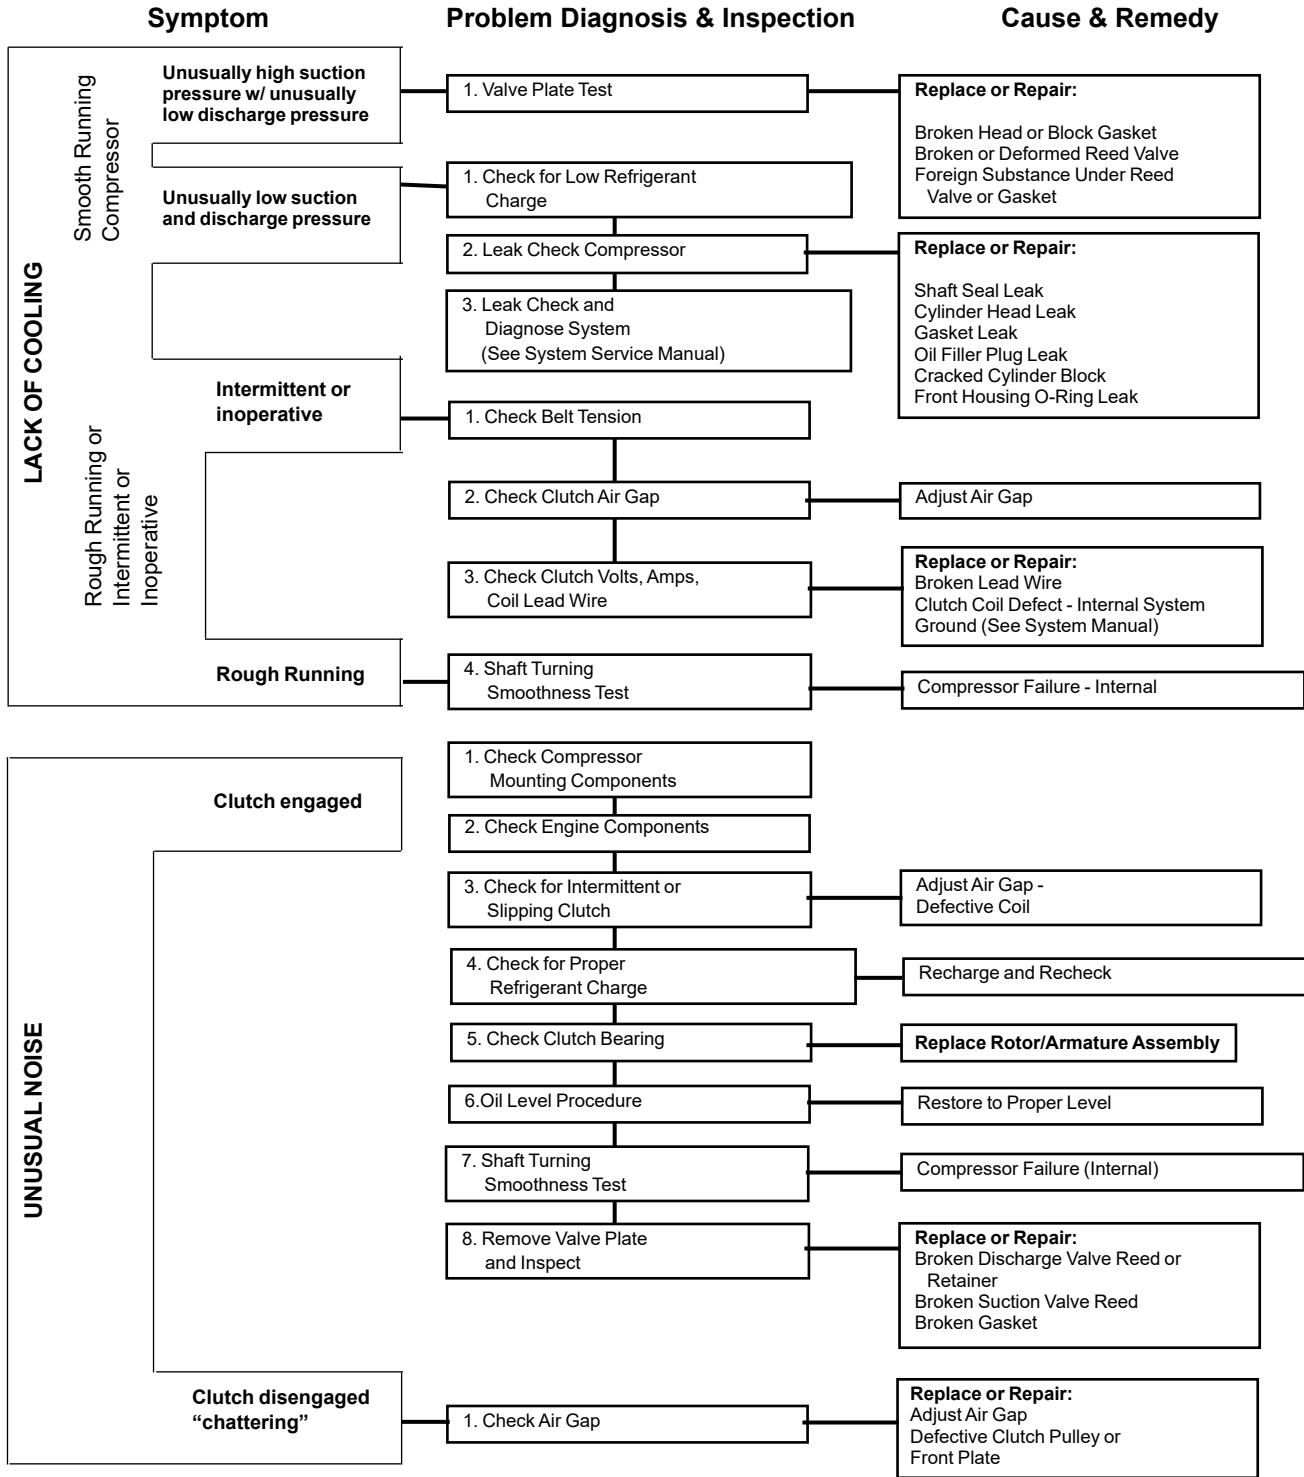 Symptom
Problem Diagnosis & Inspection
Cause & Remedy
LACK OF COOLING
Smooth Running
Compressor
Unusually high suction
pressure w/ unusually
low discharge pressure
1. Valve Plate Test
Replace or Repair:
Broken Head or Block Gasket
Broken or Deformed Reed Valve
Foreign Substance Under Reed
Valve or Gasket
Unusually low suction
and discharge pressure
1. Check for Low Refrigerant
Charge
2. Leak Check Compressor
Replace or Repair:
Shaft Seal Leak
Cylinder Head Leak
Gasket Leak
Oil Filler Plug Leak
Cracked Cylinder Block
Front Housing O-Ring Leak
3. Leak Check and
Diagnose System
(See System Service Manual)
Rough Running or
Intermittent or
Inoperative
Intermittent or
inoperative
1. Check Belt Tension
2. Check Clutch Air Gap
Adjust Air Gap
3. Check Clutch Volts, Amps,
Coil Lead Wire
Replace or Repair:
Broken Lead Wire
Clutch Coil Defect - Internal System
Ground (See System Manual)
Rough Running
4. Shaft Turning
Smoothness Test
Compressor Failure - Internal
UNUSUAL NOISE
Clutch engaged
1. Check Compressor
Mounting Components
2. Check Engine Components
3. Check for Intermittent or
Slipping Clutch
Adjust Air Gap -
Defective Coil
4. Check for Proper
Refrigerant Charge
Recharge and Recheck
5. Check Clutch Bearing
Replace Rotor/Armature Assembly
6.Oil Level Procedure
Restore to Proper Level
7. Shaft Turning
Smoothness Test
Compressor Failure (Internal)
8. Remove Valve Plate
and Inspect
Replace or Repair:
Broken Discharge Valve Reed or
Retainer
Broken Suction Valve Reed
Broken Gasket
Clutch disengaged
“chattering”
1. Check Air Gap
Replace or Repair:
Adjust Air Gap
Defective Clutch Pulley or
Front Plate